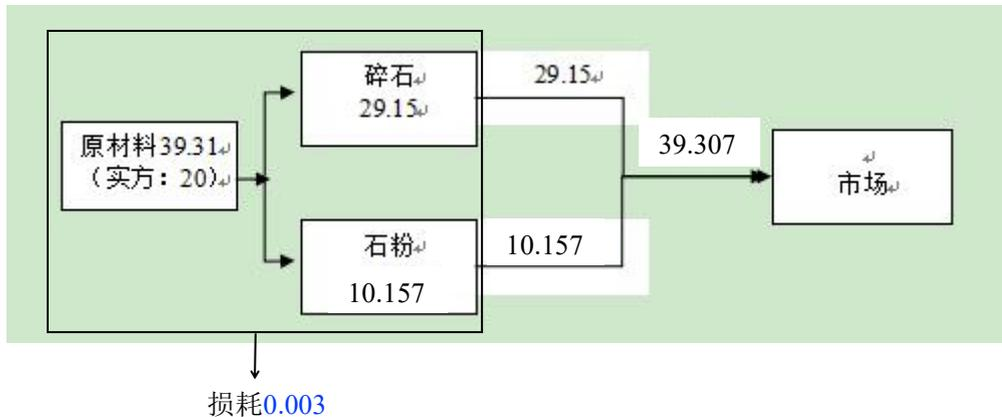 碎石
29.15
29.15
原材料39.31
（实方：20）
39.307
市场
石粉
10.157
10.157
损耗0.003